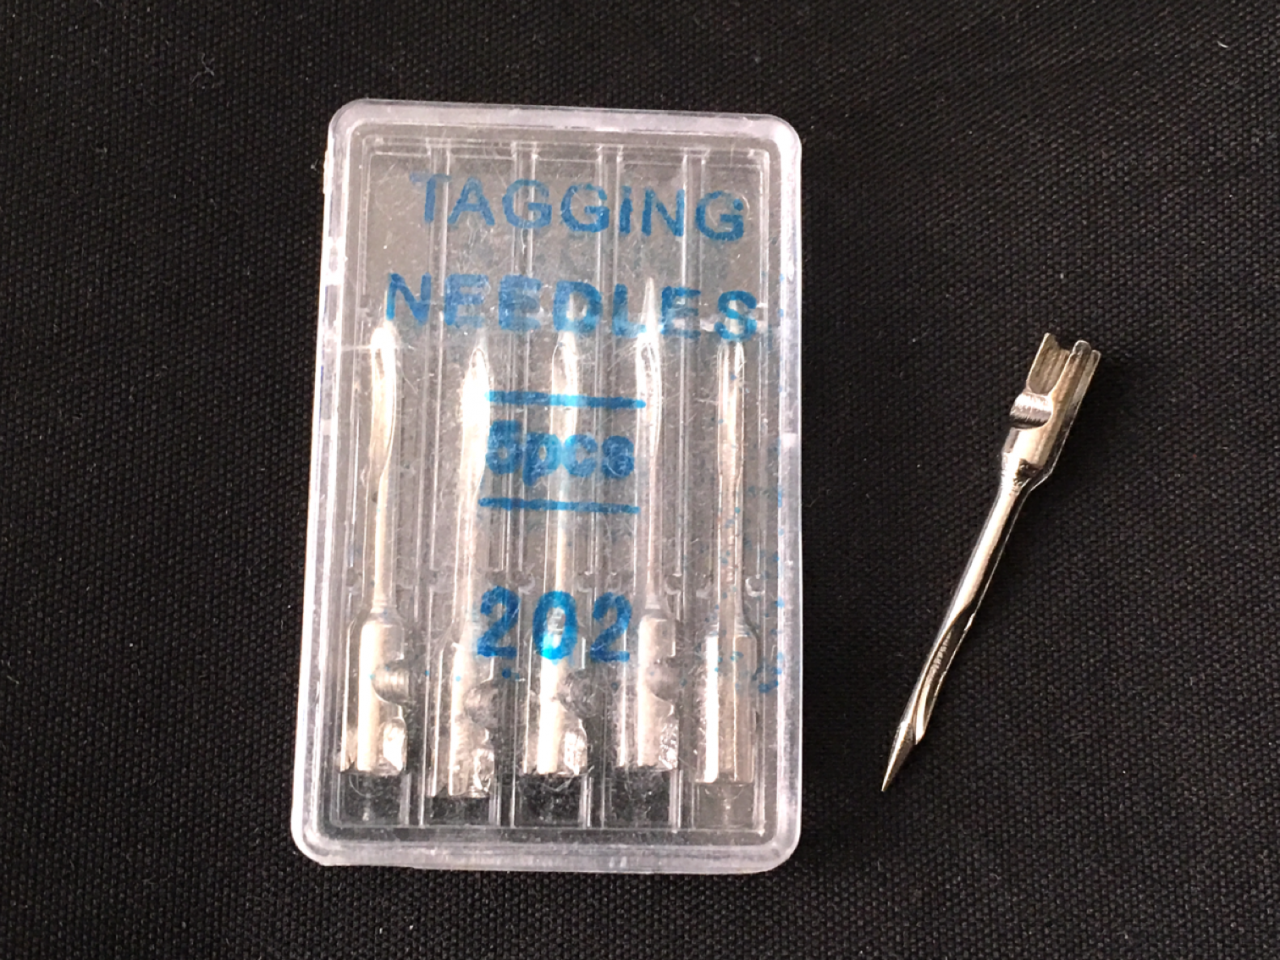 TAGGING
NEEDLES
5pcs
202